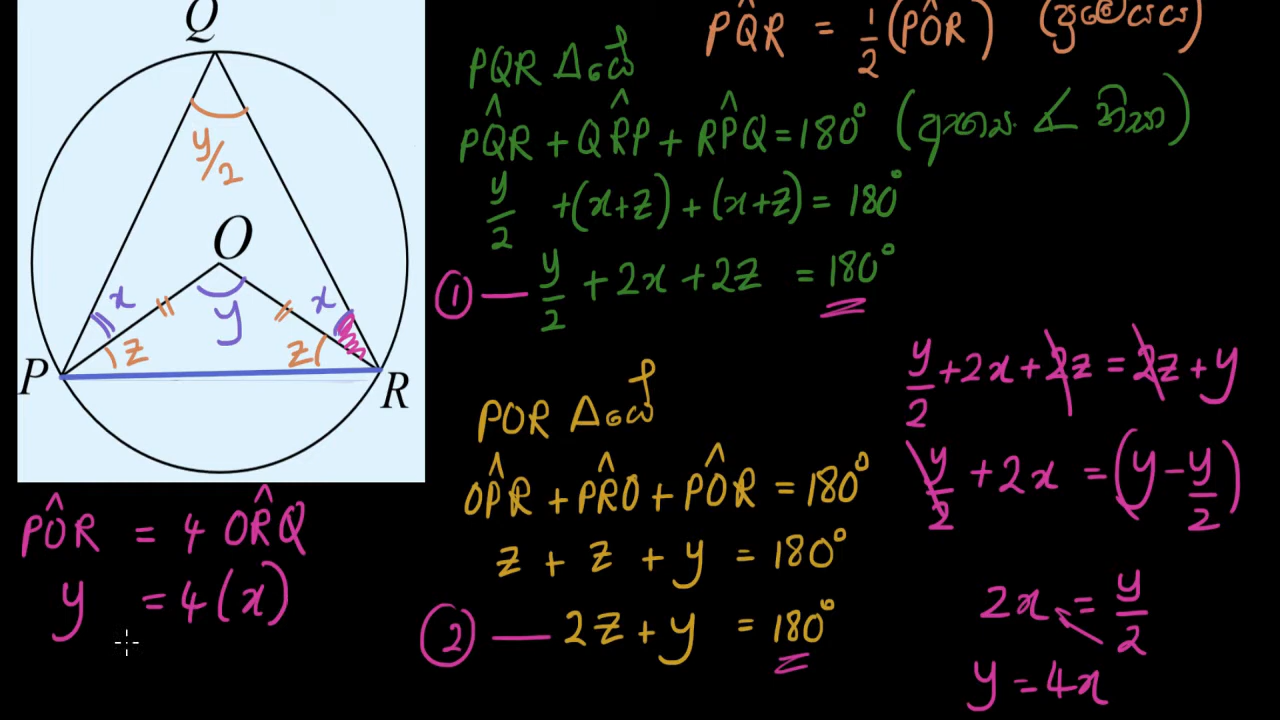 PQ̂R = 1/2 (PÔR) (ප්‍රමේයය)
PQR Δයේ
PQ̂R + QR̂P + RP̂Q = 180° (
∠ නිසා)
y/2 + (x+z) + (x+z) = 180°
① — y/2 + 2x + 2z = 180°
Q
y/2
O
x
x
y
z
z
P
R
POR Δයේ
OP̂R + PR̂O + PÔR = 180°
z + z + y = 180°
② — 2z + y = 180°
y/2 + 2x + 2z = 2z + y
y/2 + 2x = (y − y/2)
2x = y/2
y = 4x
PÔR = 4 OR̂Q
y = 4(x)